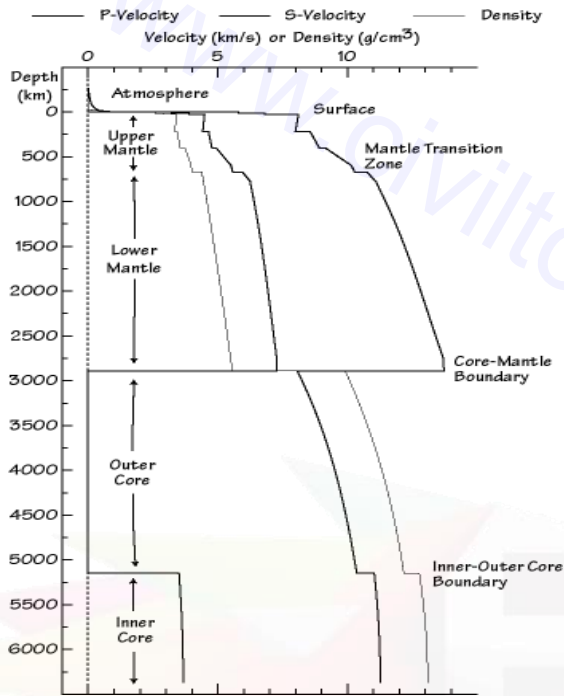 P-Velocity S-Velocity Density
Velocity (km/s) or Density (g/cm3)
Depth
(km)
0 5 10
Atmosphere
Surface
0
Upper
Mantle
Mantle Transition
Zone
500
1000
1500
Lower
Mantle
2000
2500
Core-Mantle
Boundary
3000
3500
4000
Outer
Core
4500
5000
Inner-Outer Core
Boundary
5500
Inner
Core
6000
www.civilto